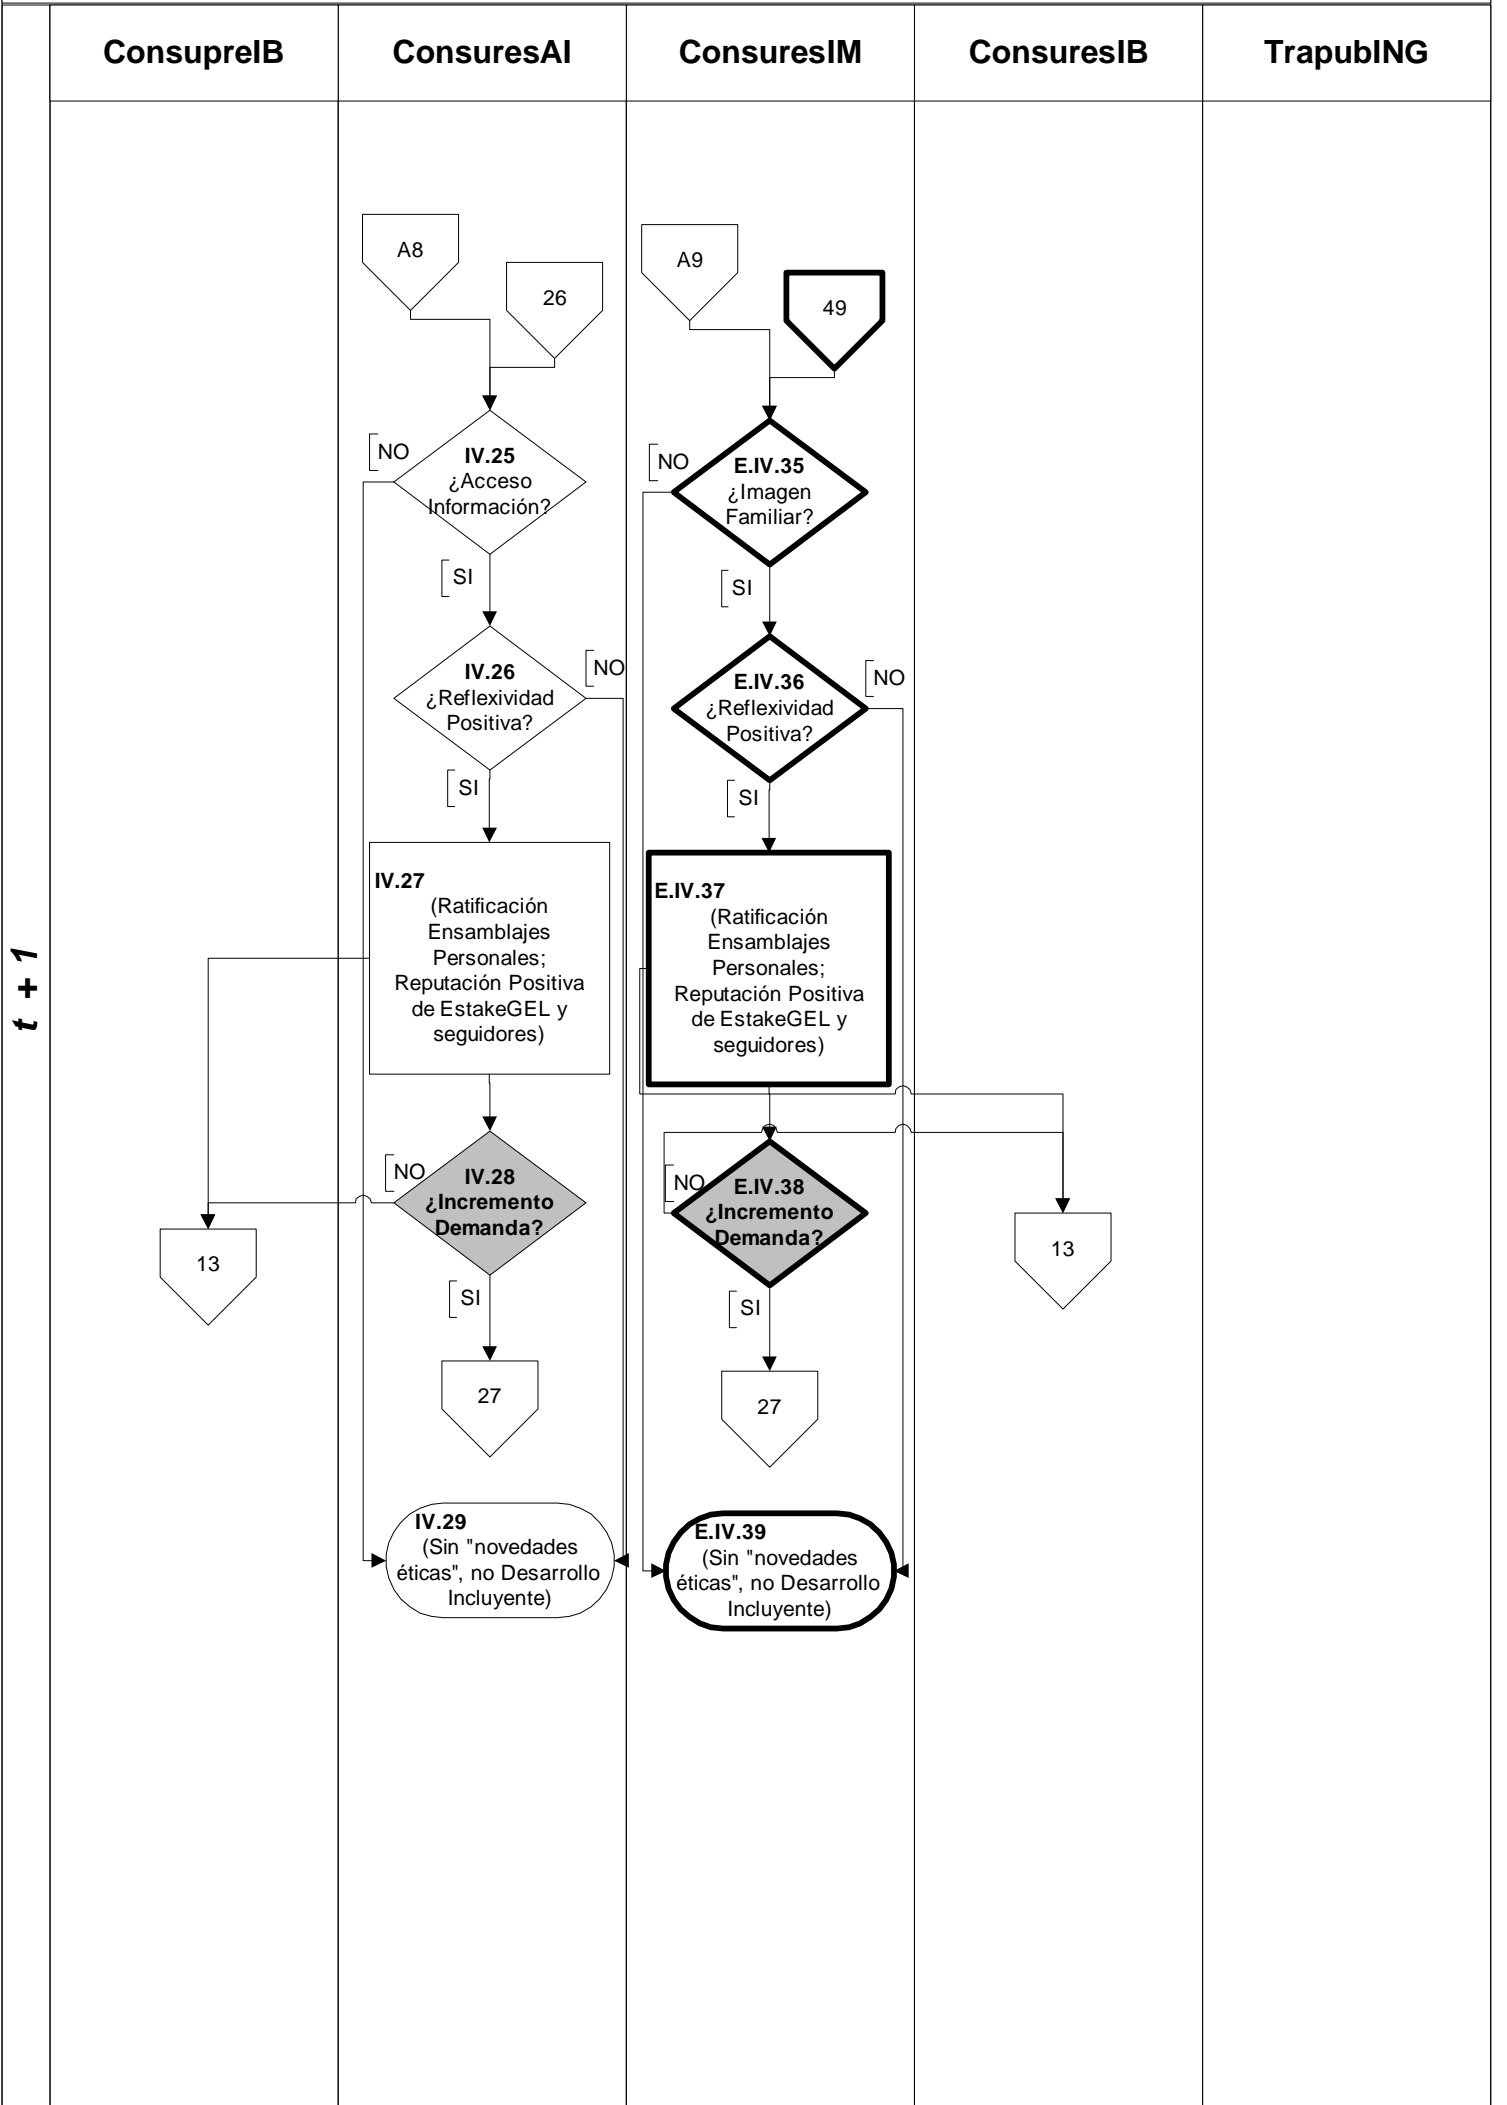 ConsupreIB
ConsuresAI
ConsuresIM
ConsuresIB
TrapubING
t + 1
A8
26
NO
IV.25
¿Acceso
Información?
SI
IV.26
¿Reflexividad
Positiva?
NO
SI
IV.27
(Ratificación
Ensamblajes
Personales;
Reputación Positiva
de EstakeGEL y
seguidores)
NO
IV.28
¿Incremento
Demanda?
13
SI
27
IV.29
(Sin "novedades
éticas", no Desarrollo
Incluyente)
A9
49
NO
E.IV.35
¿Imagen
Familiar?
SI
E.IV.36
¿Reflexividad
Positiva?
NO
SI
E.IV.37
(Ratificación
Ensamblajes
Personales;
Reputación Positiva
de EstakeGEL y
seguidores)
NO
E.IV.38
¿Incremento
Demanda?
13
SI
27
E.IV.39
(Sin "novedades
éticas", no Desarrollo
Incluyente)